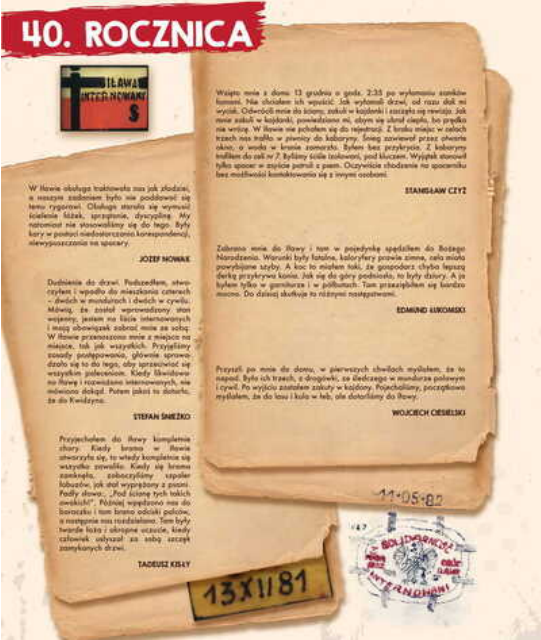 40. ROCZNICA
IŁAWA
INTERNOWANI
S
W Iławie obsługa traktowała nas jak złodziei,
a naszym zadaniem było nie poddawać się
temu rygorowi. Obsługa starała się wymusić
ścielenie łóżek, sprzątanie, dyscyplinę. My
natomiast nie stosowaliśmy się do tego. Były
kary w postaci niedostarczania korespondencji,
niewypuszczania na spacery.
JÓZEF NOWAK
Dudnienie do drzwi. Podszedłem, otwo-
rzyłem i wpadło do mieszkania czterech
– dwóch w mundurach i dwóch w cywilu.
Mówią, że został wprowadzony stan
wojenny, jestem na liście internowanych
i mają obowiązek zabrać mnie ze sobą.
W Iławie przenoszono mnie z miejsca na
miejsce, tak jak wszystkich. Przyjęliśmy
zasady postępowania, głównie sprowa-
dzało się to do tego, aby sprzeciwiać się
wszystkim poleceniom. Kiedy likwidowa-
no Iławę i rozwożono internowanych, nie
mówiono dokąd. Potem jakoś to dotarło,
że do Kwidzyna.
STEFAN ŚNIEŻKO
Przyjechałem do Iławy kompletnie
chory. Kiedy brama w Iławie
otworzyła się, to wtedy kompletnie się
wszystko zawaliło. Kiedy się brama
zamknęła, zobaczyliśmy szpaler
łobuzów, jak stał wyprężony z psami.
Padły słowa: „Pod ścianę tych takich
owakich!”. Później wpędzono nas do
baraczku i tam brano odciski palców,
a następnie nas rozdzielano. Tam były
twarde łoża i okropne uczucie, kiedy
człowiek usłyszał za sobą szczęk
zamykanych drzwi.
TADEUSZ KISŁY
Wzięto mnie z domu 13 grudnia o godz. 2:35 po wyłamaniu zamków
łomami. Nie chciałem ich wpuścić. Jak wyłamali drzwi, od razu dali mi
wycisk. Odwrócili mnie do ściany, zakuli w kajdanki i zaczęła się rewizja. Jak
mnie zakuli w kajdanki, powiedziano mi, abym się ubrał ciepło, bo prędko
nie wrócę. W Iławie nie pchałem się do rejestracji. Z braku miejsc w celach
trzech nas trafiło w piwnicy do kabaryny. Śnieg zawiewał przez otwarte
okno, a woda w kranie zamarzła. Byłem bez przykrycia. Z kabaryny
trafiłem do celi nr 7. Byliśmy ściśle izolowani, pod kluczem. Wyjątek stanowił
tylko spacer w asyście patroli z psem. Oczywiście chodzenie na spacerniku
bez możliwości kontaktowania się z innymi osobami.
STANISŁAW CZYŻ
Zabrano mnie do Iławy i tam w pojedynkę spędziłem do Bożego
Narodzenia. Warunki były fatalne, kaloryfery prawie zimne, cela miała
powybijane szyby. A koc to miałem taki, że gospodarz chyba lepszą
derką przykrywa konia. Jak się do góry podniosło, to były dziury. A ja
byłem tylko w garniturze i w półbutach. Tam przeziębiłem się bardzo
mocno. Do dzisiaj skutkuje to różnymi następstwami.
EDMUND ŁUKOMSKI
Przyszli po mnie do domu, w pierwszych chwilach myślałem, że to
napad. Było ich trzech, z drogówki, ze śledczego w mundurze polowym
i cywil. Po wyjściu zostałem zakuty w kajdany. Pojechaliśmy, początkowo
myślałem, że do lasu i kula w łeb, ale dotarliśmy do Iławy.
WOJCIECH CIESIELSKI
11-05-82
SOLIDARNOŚĆ
INTERNOWANI
13XII81